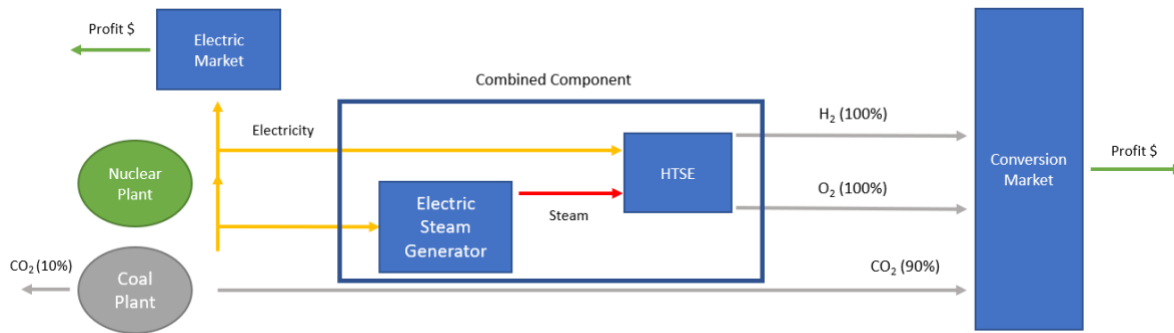 Profit $
Electric
Market
Combined Component
H₂ (100%)
Electricity
Nuclear
Plant
HTSE
Conversion
Market
Profit $
Electric
Steam
Generator
Steam
O₂ (100%)
CO₂ (10%)
Coal
Plant
CO₂ (90%)